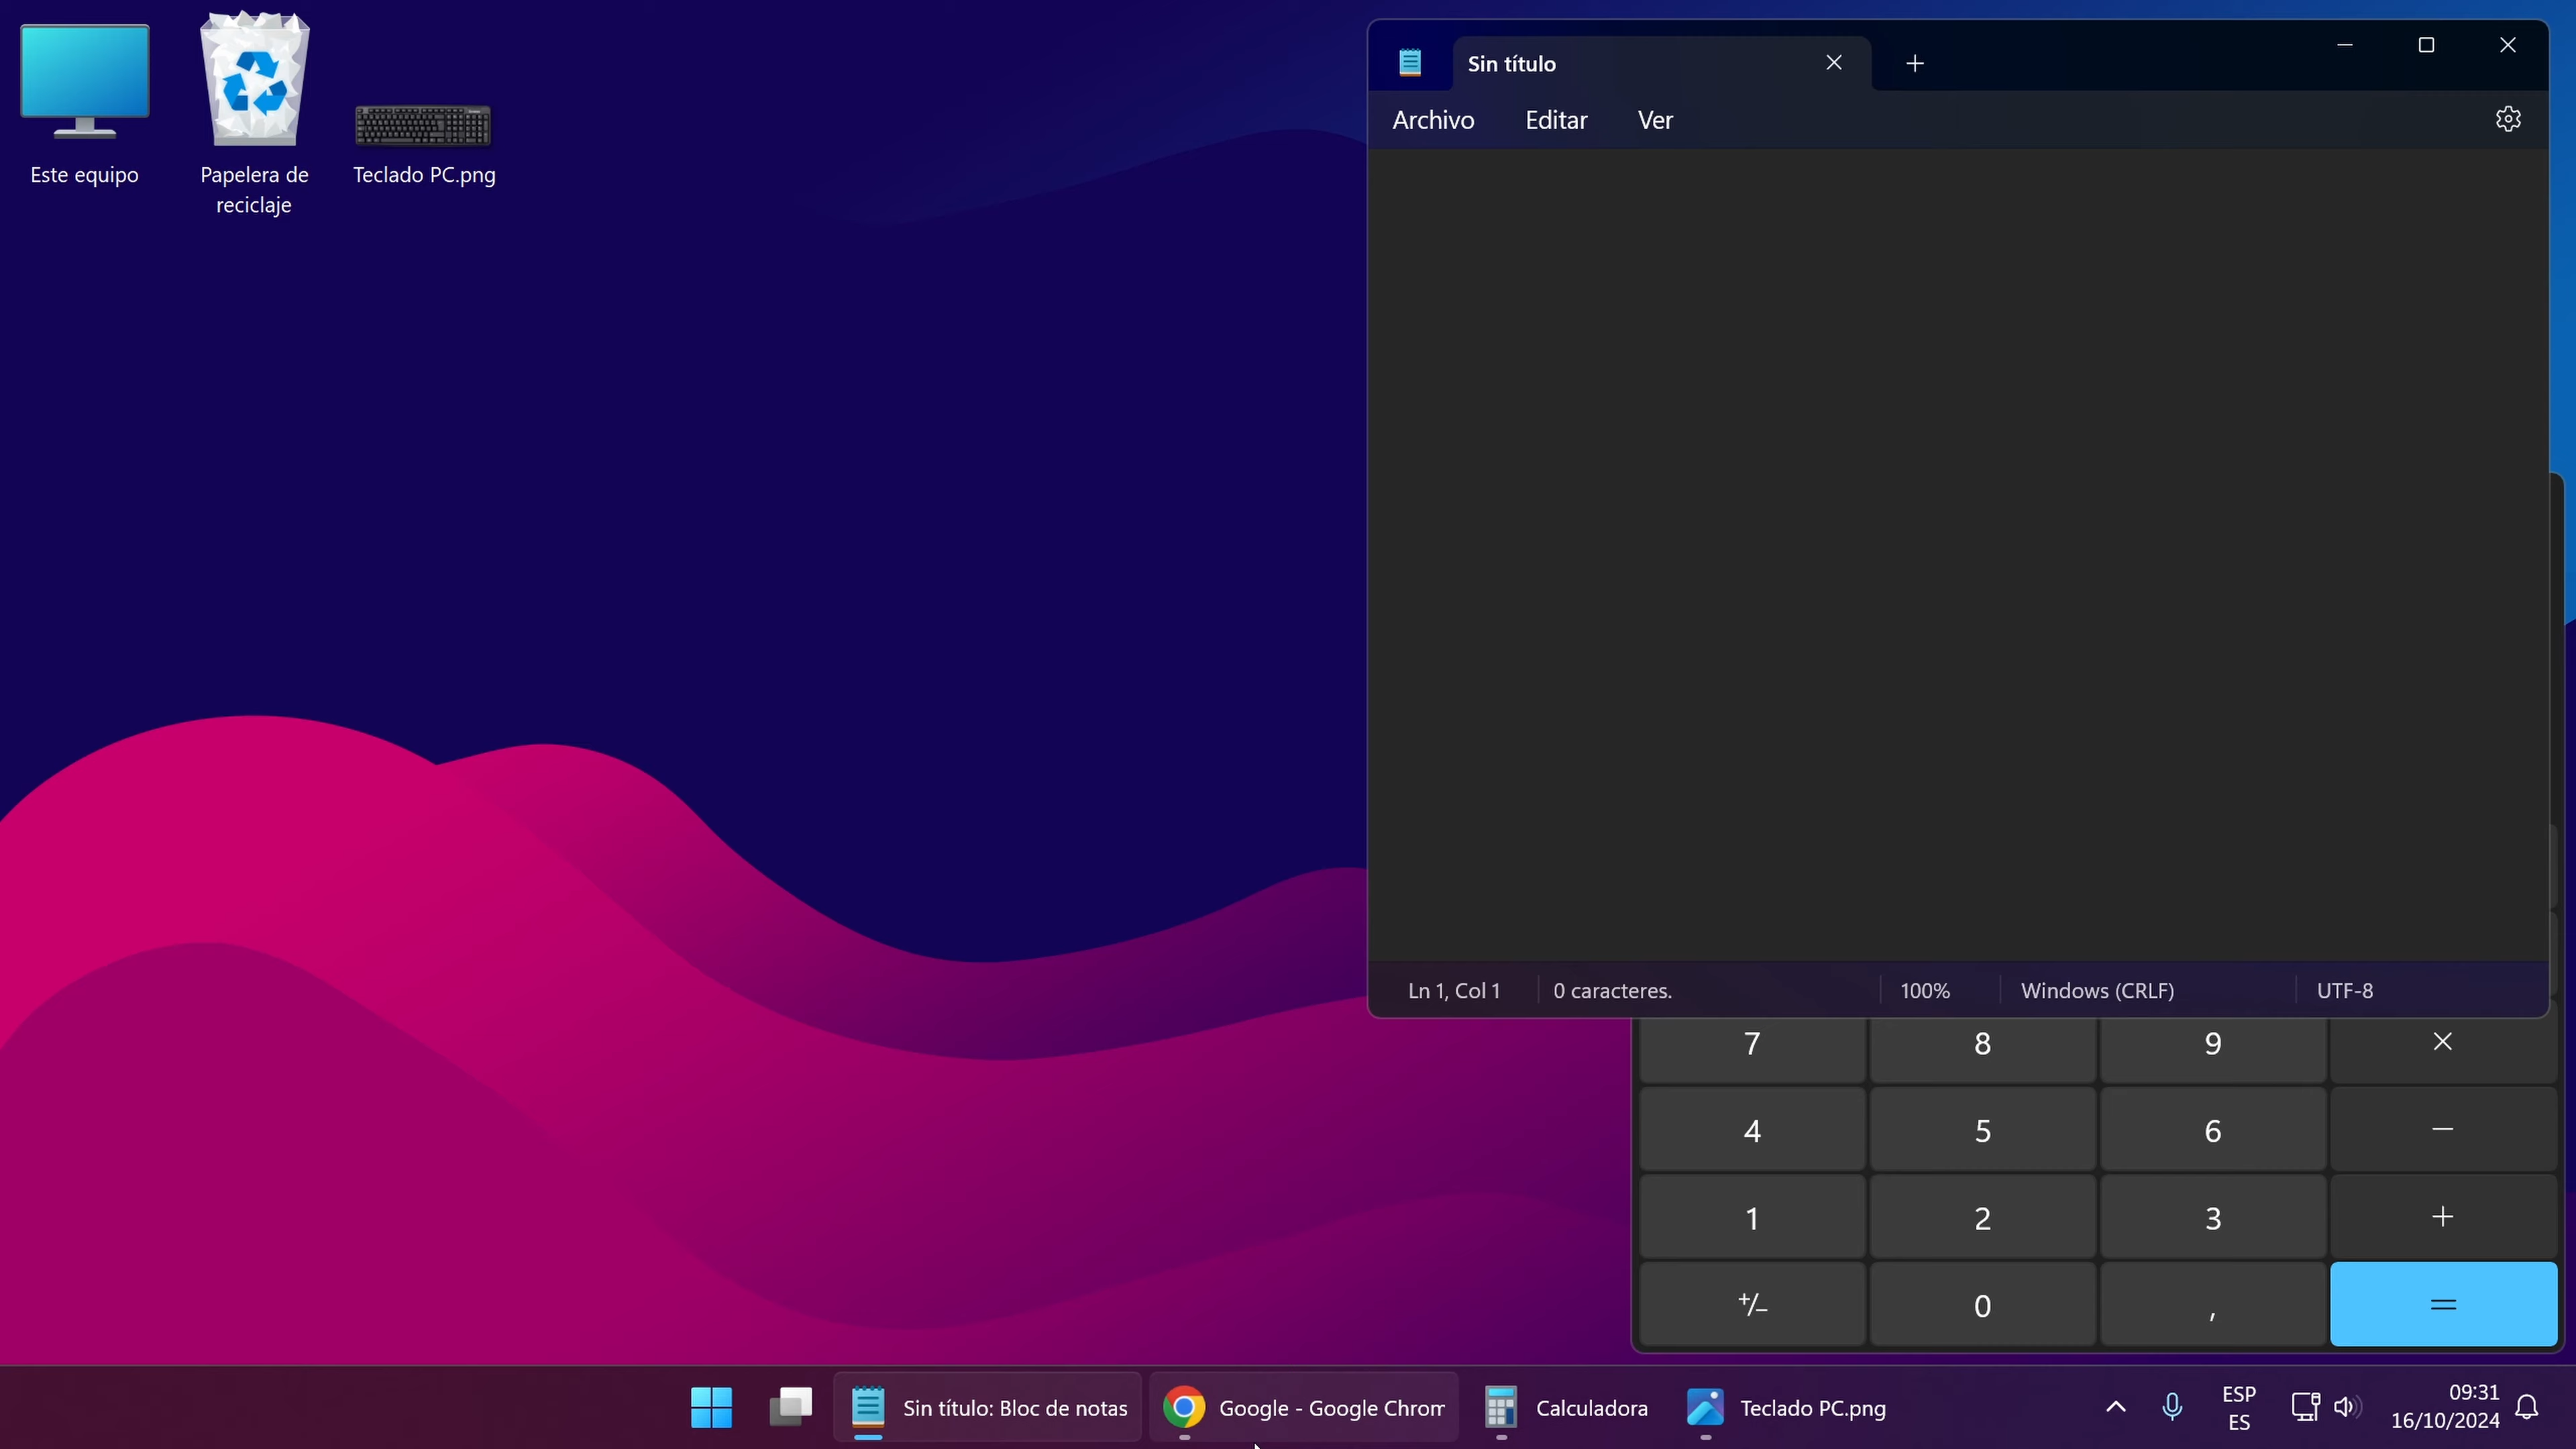 Este equipo
Papelera de
reciclaje
Teclado PC.png
Sin título
Archivo Editar Ver
Ln 1, Col 1 0 caracteres. 100% Windows (CRLF) UTF-8
7 8 9 ×
4 5 6 −
1 2 3 +
+/− 0 , =
Sin título: Bloc de notas Google - Google Chrom Calculadora Teclado PC.png
ESP
ES
09:31
16/10/2024